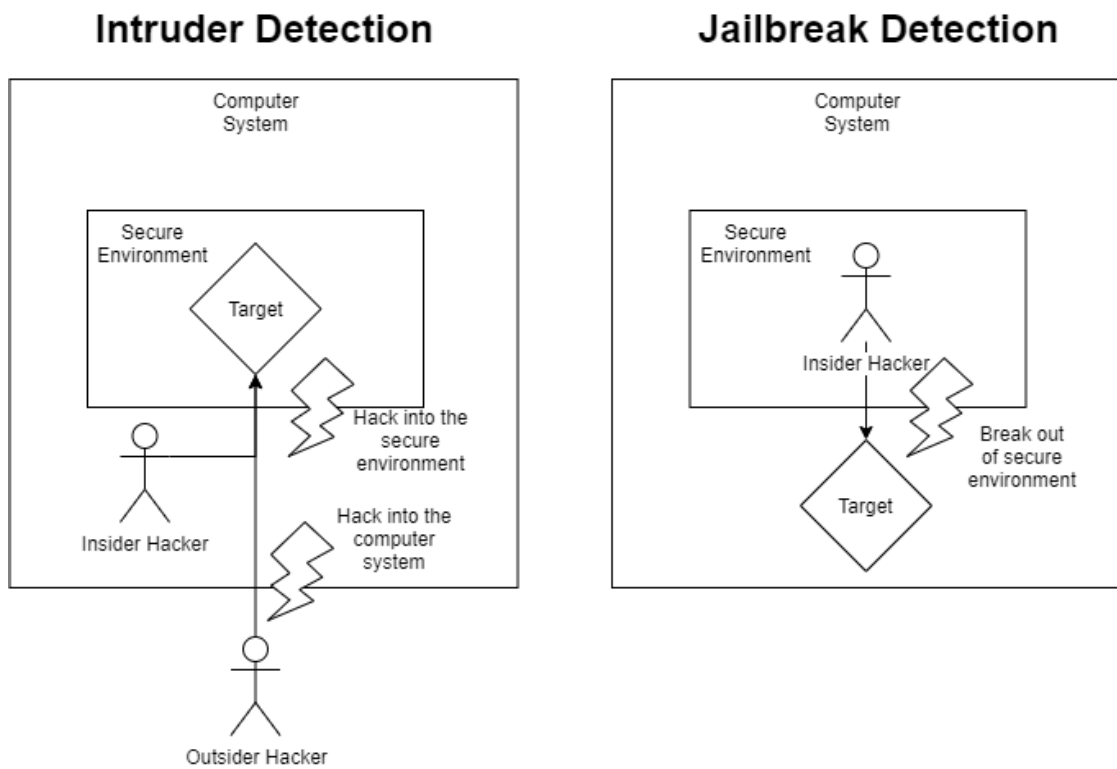 Intruder Detection
Computer
System
Secure
Environment
Target
Hack into the
secure
environment
Insider Hacker
Hack into the
computer
system
Outsider Hacker
Jailbreak Detection
Computer
System
Secure
Environment
Insider Hacker
Break out
of secure
environment
Target